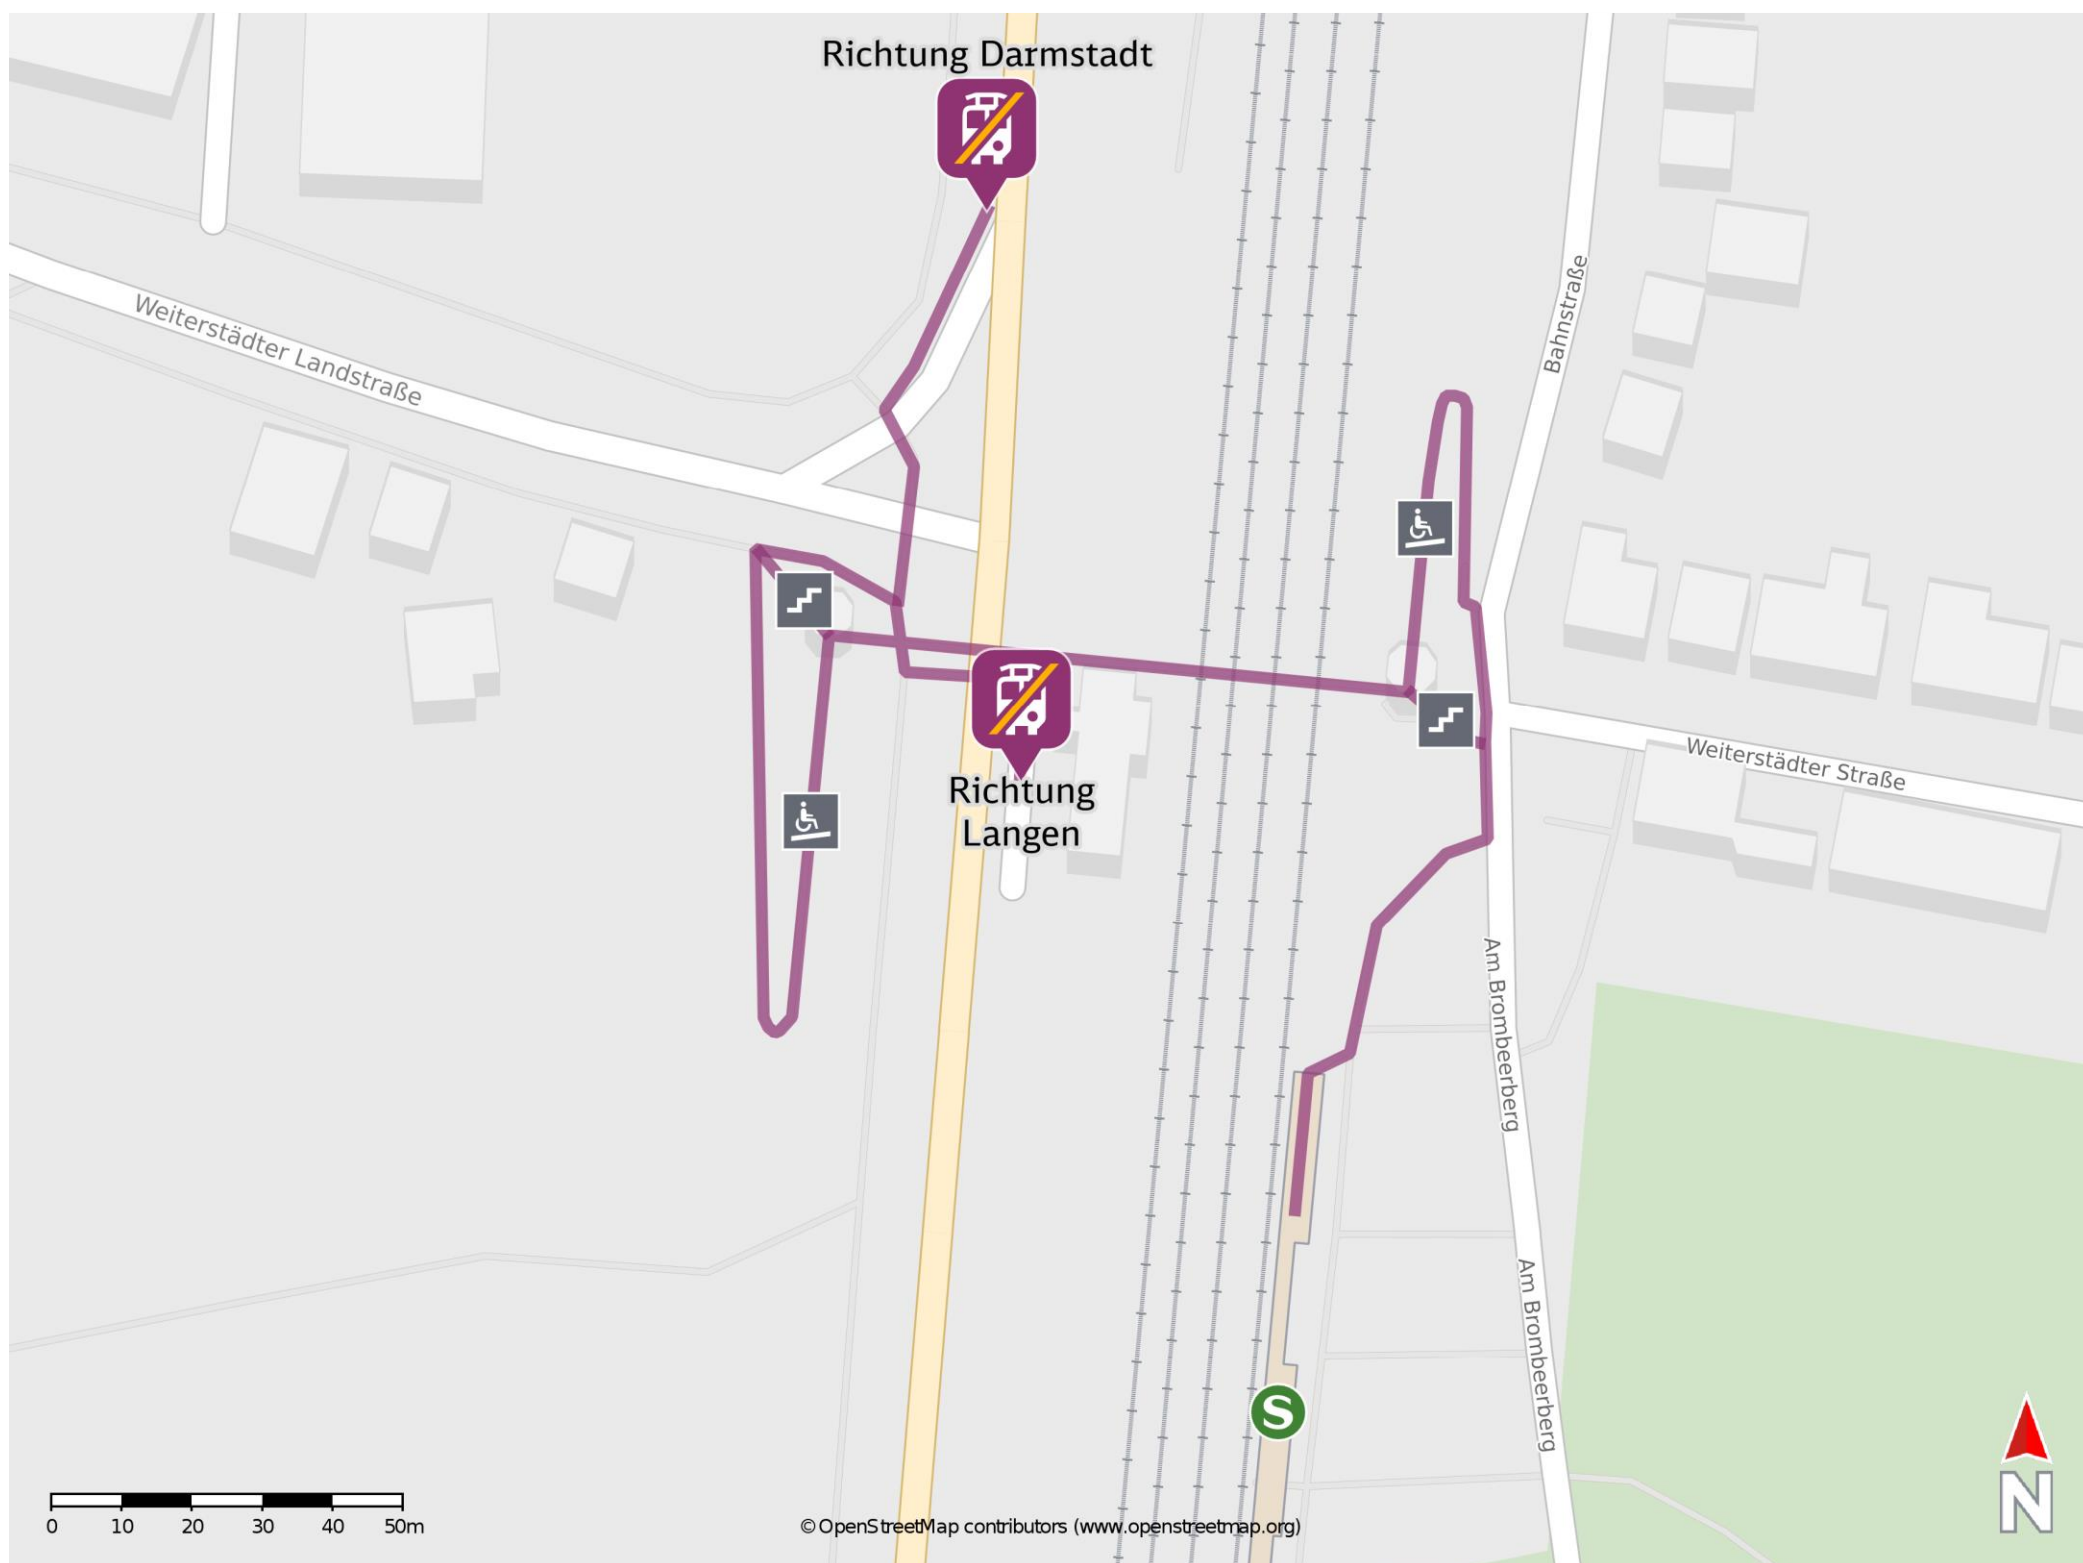 Richtung Darmstadt
Weiterstädter Landstraße
Bahnstraße
Richtung
Langen
Weiterstädter Straße
Am Brombeerberg
Am Brombeerberg
S
N
0 10 20 30 40 50m
© OpenStreetMap contributors (www.openstreetmap.org)